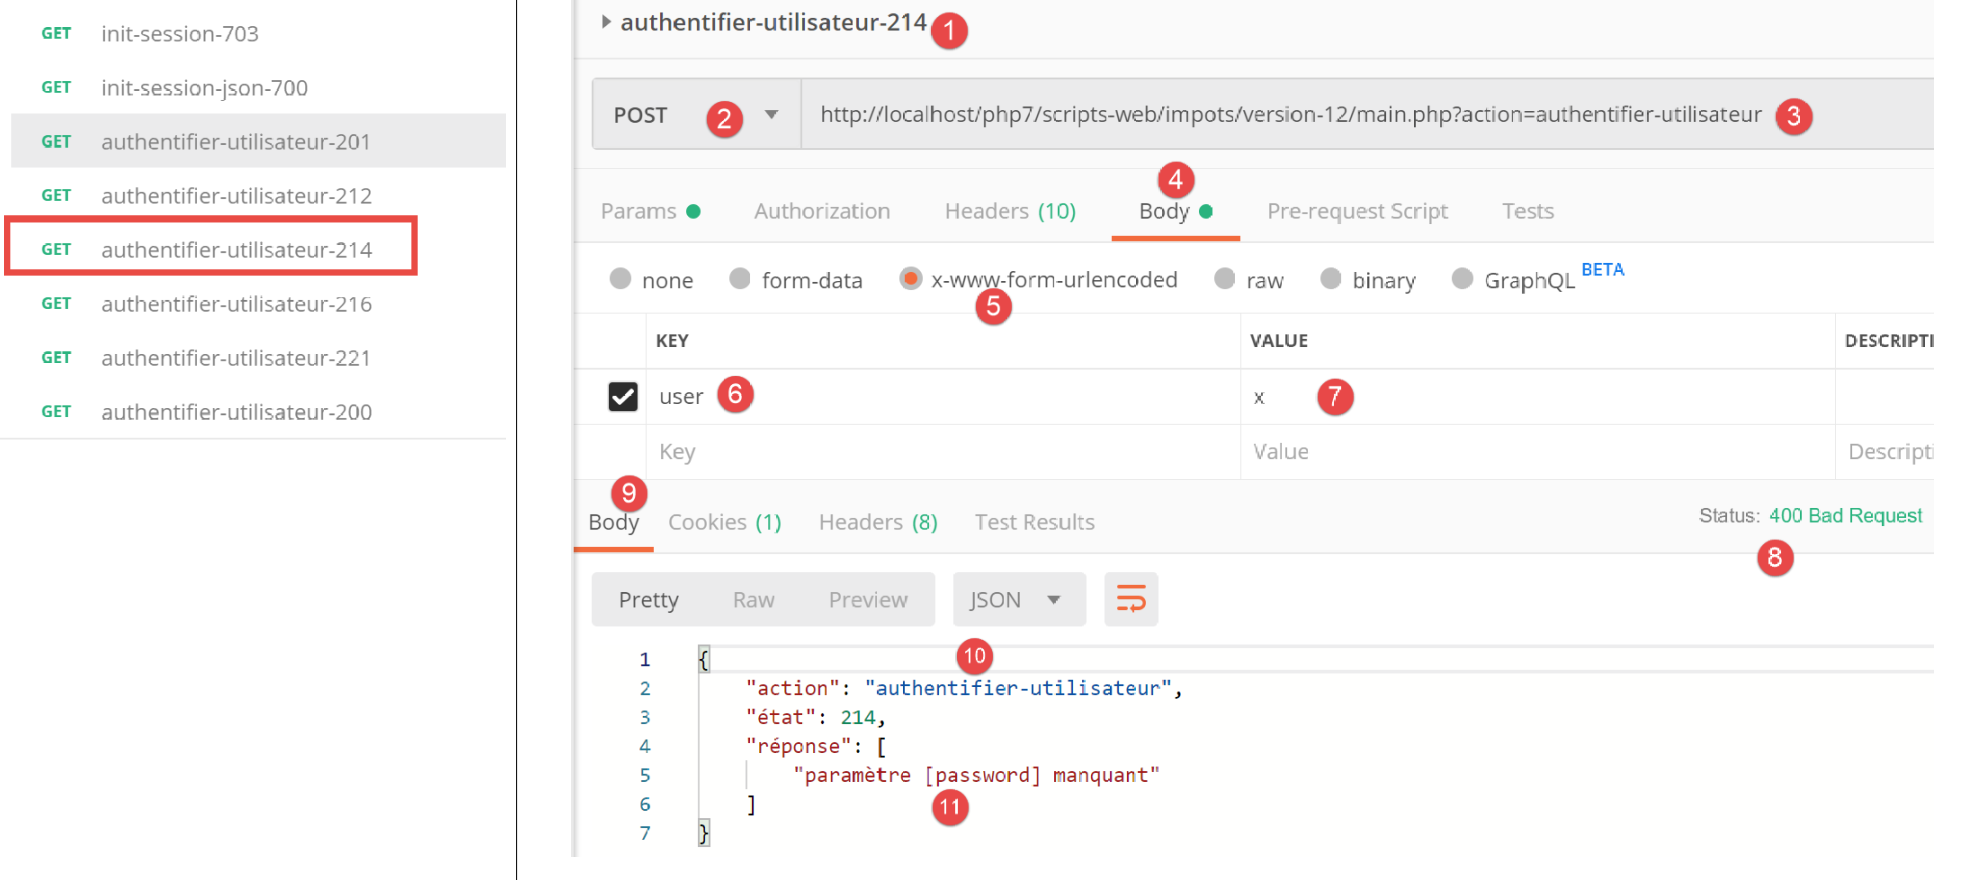 GET init-session-703
GET init-session-json-700
GET authentifier-utilisateur-201
GET authentifier-utilisateur-212
GET authentifier-utilisateur-214
GET authentifier-utilisateur-216
GET authentifier-utilisateur-221
GET authentifier-utilisateur-200
authentifier-utilisateur-214 1
POST 2 http://localhost/php7/scripts-web/impots/version-12/main.php?action=authentifier-utilisateur 3
4
Params Authorization Headers (10) Body Pre-request Script Tests
none form-data x-www-form-urlencoded raw binary GraphQL BETA
5
KEY VALUE DESCRIPTI
user 6 x 7
Key Value Descripti
9
Body Cookies (1) Headers (8) Test Results Status: 400 Bad Request
8
Pretty Raw Preview JSON
10
1 {
2 "action": "authentifier-utilisateur",
3 "état": 214,
4 "réponse": [
5 "paramètre [password] manquant"
6 ]
11
7 }